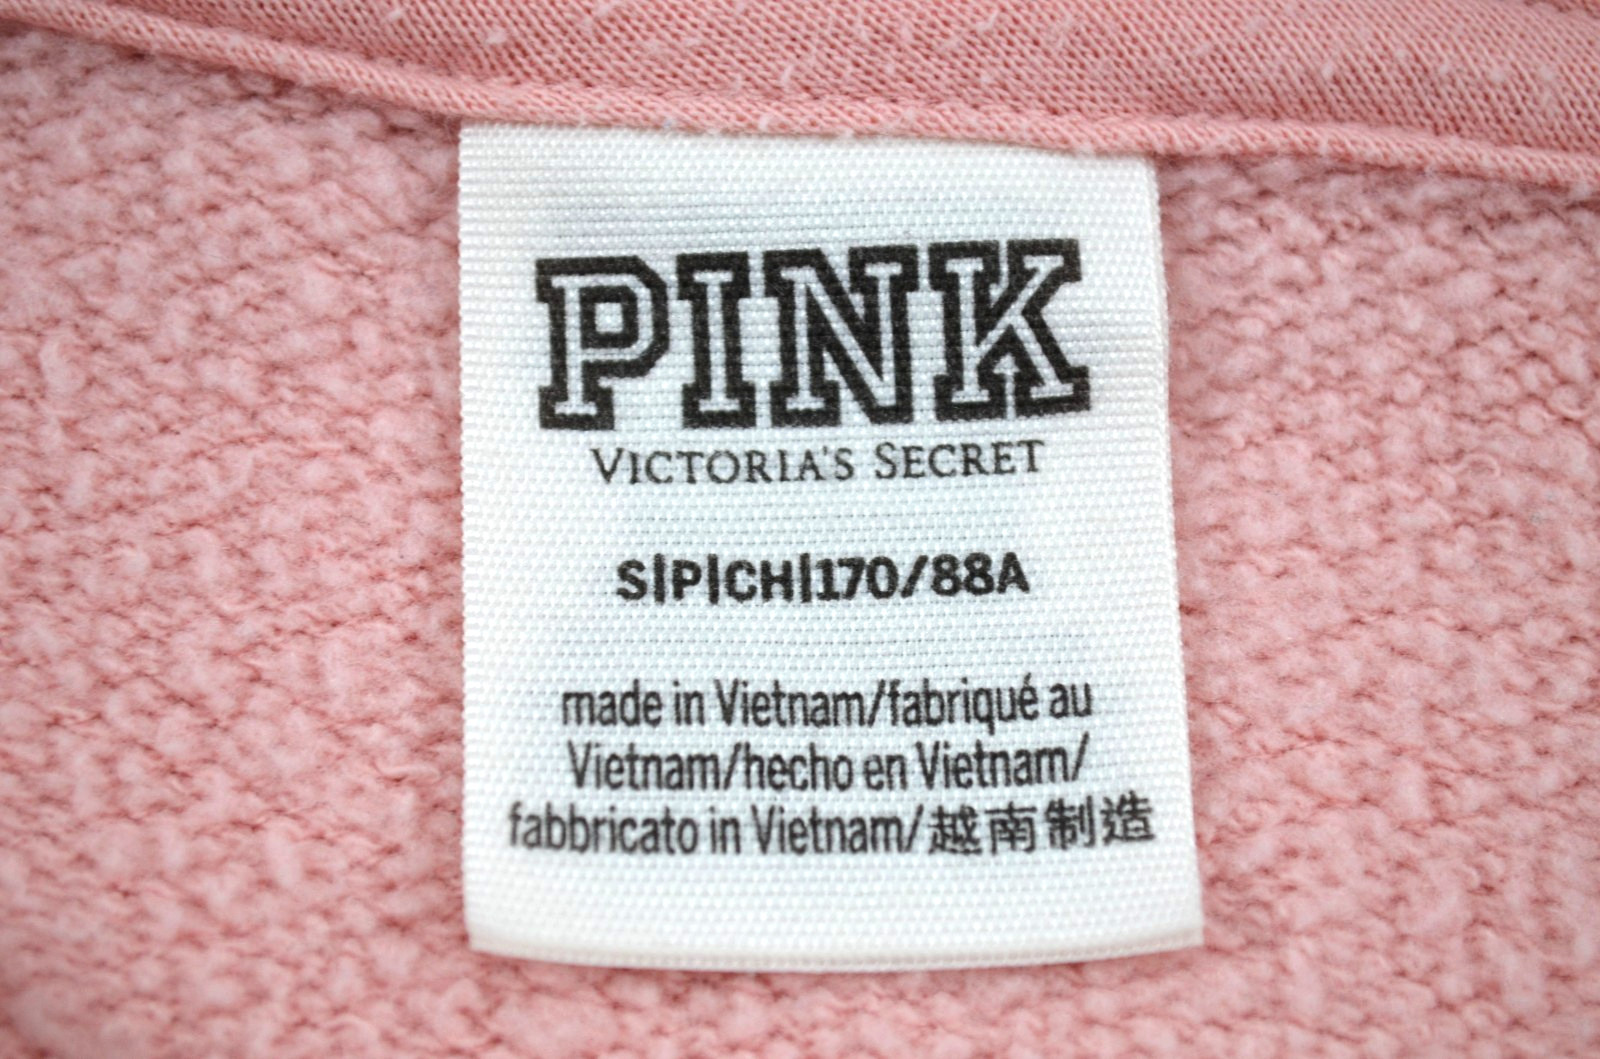 PINK
VICTORIA'S SECRET
S|P|CH|170/88A
made in Vietnam/fabriqué au
Vietnam/hecho en Vietnam/
fabbricato in Vietnam/越南制造